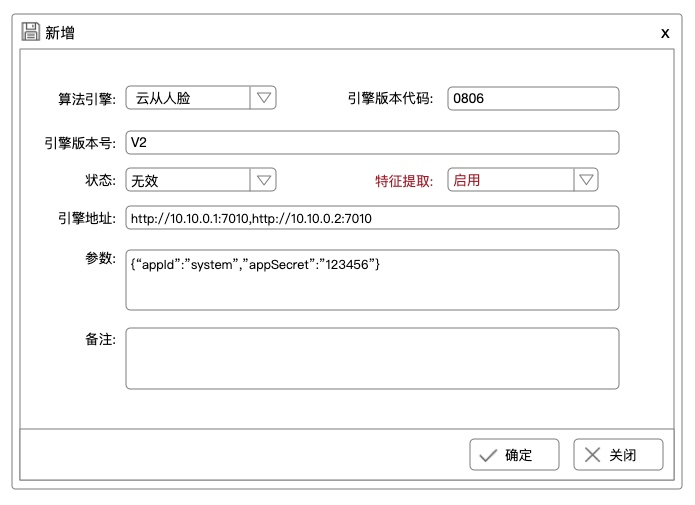 新增 x
算法引擎: 云从人脸 引擎版本代码: 0806
引擎版本号: V2
状态: 无效 特征提取: 启用
引擎地址: http://10.10.0.1:7010,http://10.10.0.2:7010
参数: {“appId”:”system”,”appSecret”:”123456”}
备注:
确定 关闭